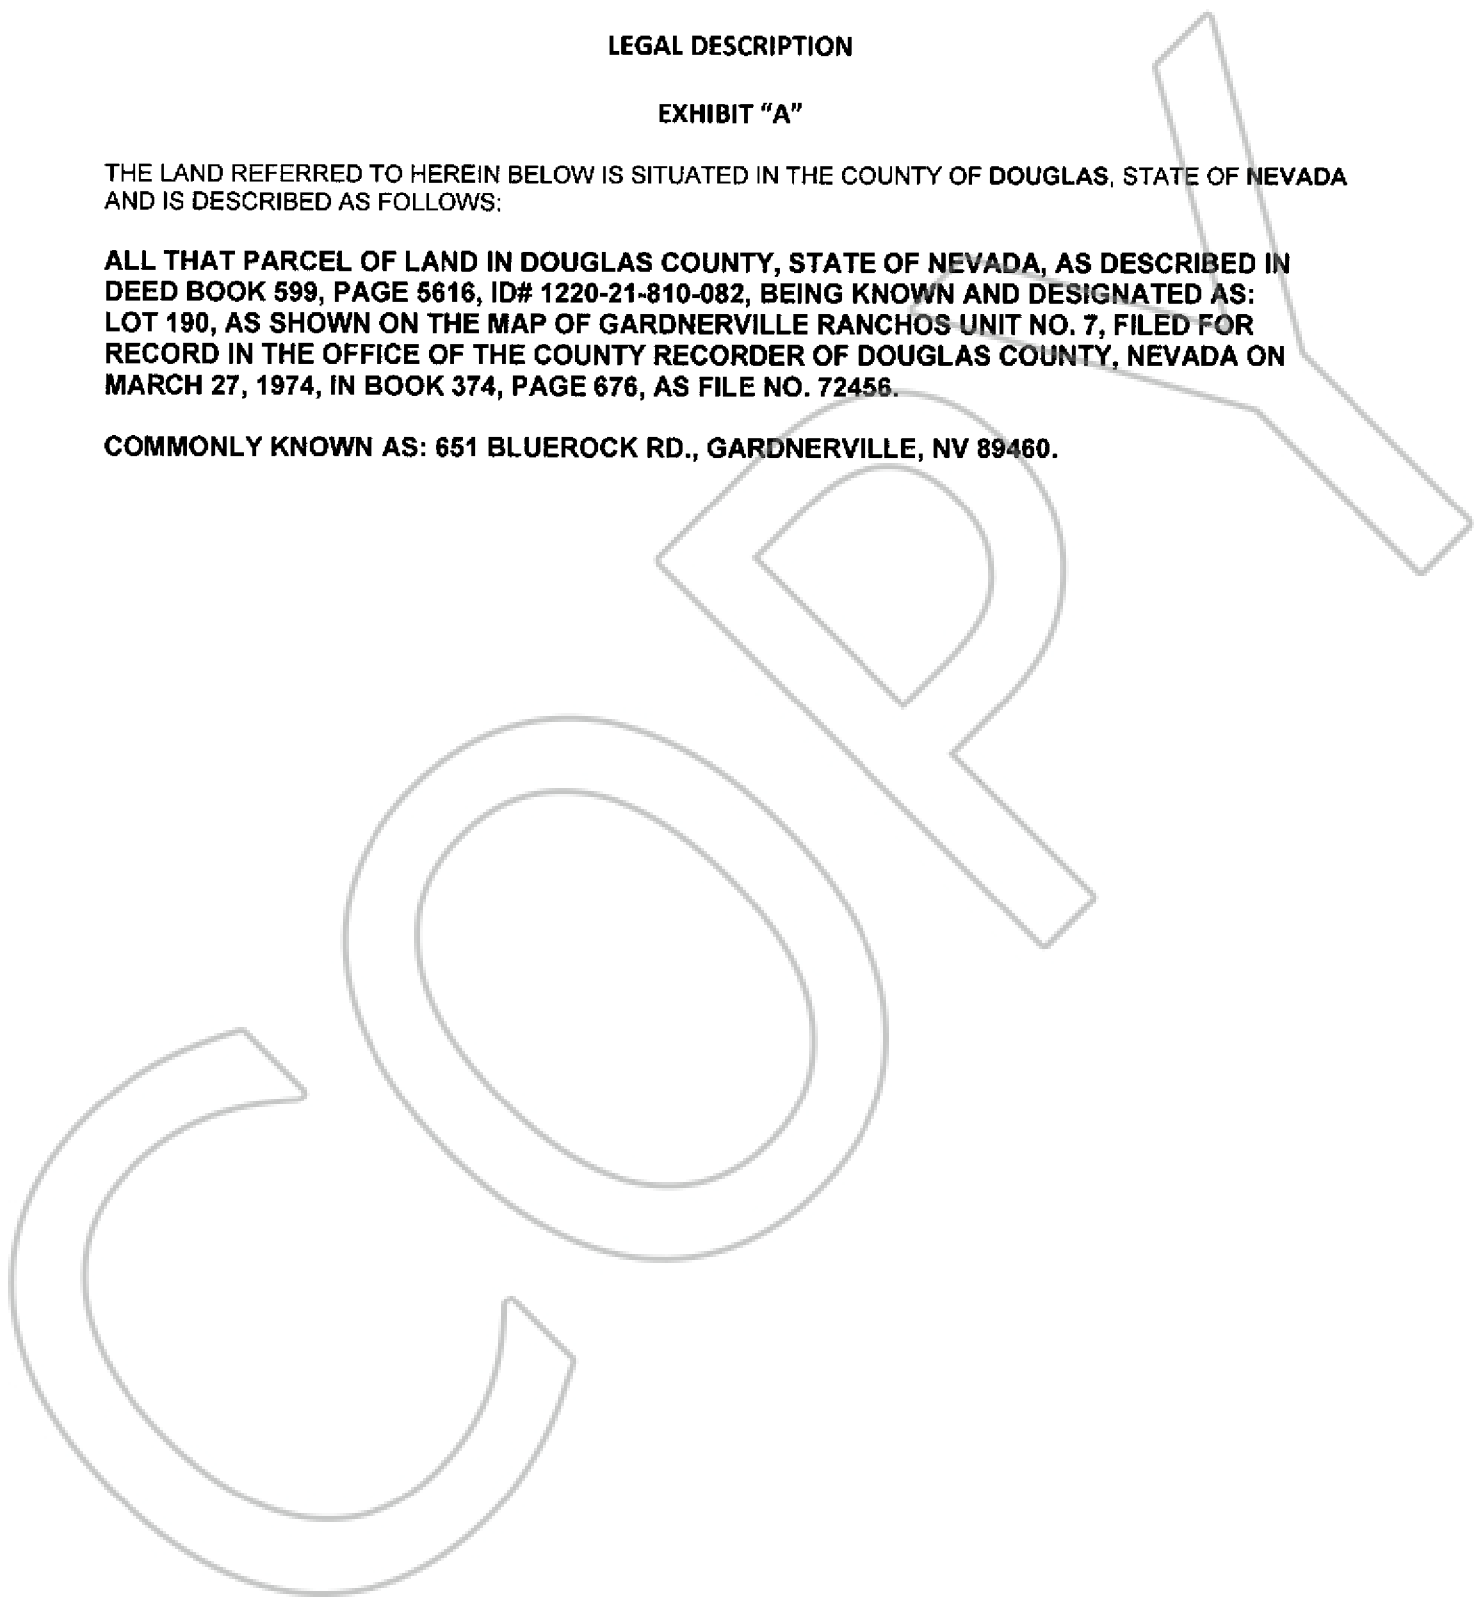 LEGAL DESCRIPTION
EXHIBIT “A”
THE LAND REFERRED TO HEREIN BELOW IS SITUATED IN THE COUNTY OF DOUGLAS, STATE OF NEVADA
AND IS DESCRIBED AS FOLLOWS:
ALL THAT PARCEL OF LAND IN DOUGLAS COUNTY, STATE OF NEVADA, AS DESCRIBED IN
DEED BOOK 599, PAGE 5616, ID# 1220-21-810-082, BEING KNOWN AND DESIGNATED AS:
LOT 190, AS SHOWN ON THE MAP OF GARDNERVILLE RANCHOS UNIT NO. 7, FILED FOR
RECORD IN THE OFFICE OF THE COUNTY RECORDER OF DOUGLAS COUNTY, NEVADA ON
MARCH 27, 1974, IN BOOK 374, PAGE 676, AS FILE NO. 72456.
COMMONLY KNOWN AS: 651 BLUEROCK RD., GARDNERVILLE, NV 89460.
COPY